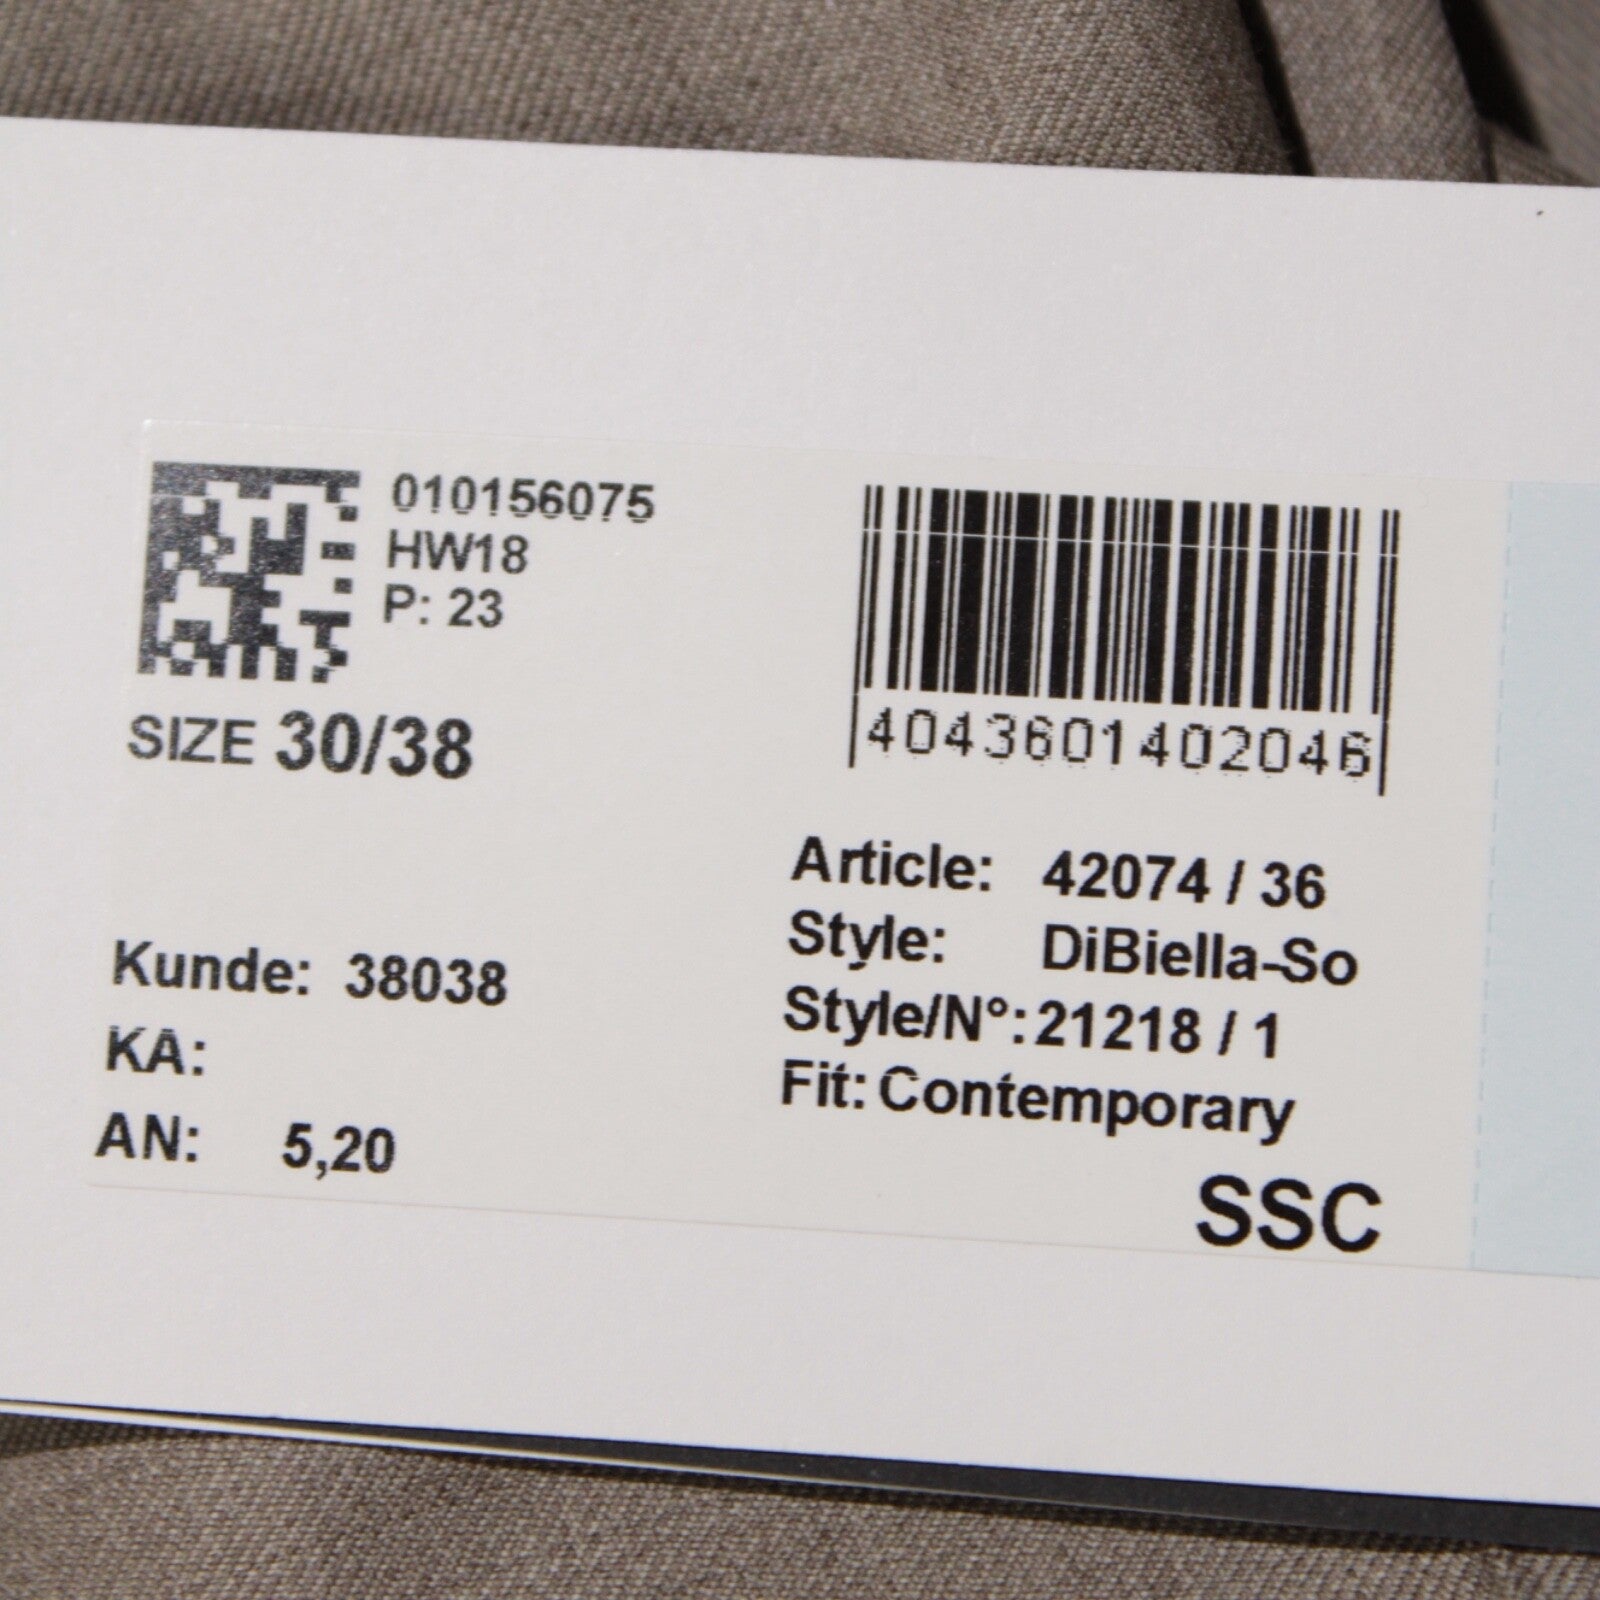 010156075
HW18
P: 23
SIZE 30/38
Kunde: 38038
KA:
AN: 5,20
4043601402046
Article: 42074 / 36
Style: DiBiella-So
Style/N°: 21218 / 1
Fit: Contemporary
SSC